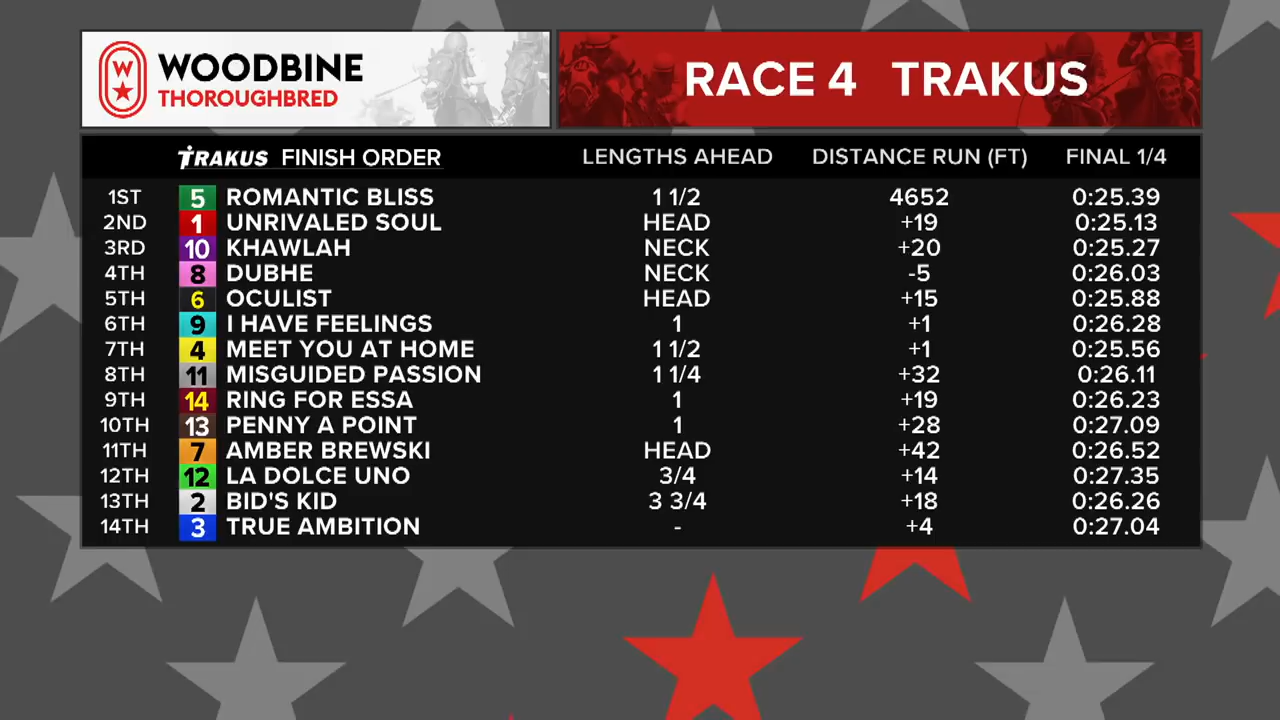 W
WOODBINE
THOROUGHBRED
RACE 4 TRAKUS
TRAKUS FINISH ORDER LENGTHS AHEAD DISTANCE RUN (FT) FINAL 1/4
1ST 5 ROMANTIC BLISS 1 1/2 4652 0:25.39
2ND 1 UNRIVALED SOUL HEAD +19 0:25.13
3RD 10 KHAWLAH NECK +20 0:25.27
4TH 8 DUBHE NECK -5 0:26.03
5TH 6 OCULIST HEAD +15 0:25.88
6TH 9 I HAVE FEELINGS 1 +1 0:26.28
7TH 4 MEET YOU AT HOME 1 1/2 +1 0:25.56
8TH 11 MISGUIDED PASSION 1 1/4 +32 0:26.11
9TH 14 RING FOR ESSA 1 +19 0:26.23
10TH 13 PENNY A POINT 1 +28 0:27.09
11TH 7 AMBER BREWSKI HEAD +42 0:26.52
12TH 12 LA DOLCE UNO 3/4 +14 0:27.35
13TH 2 BID'S KID 3 3/4 +18 0:26.26
14TH 3 TRUE AMBITION - +4 0:27.04